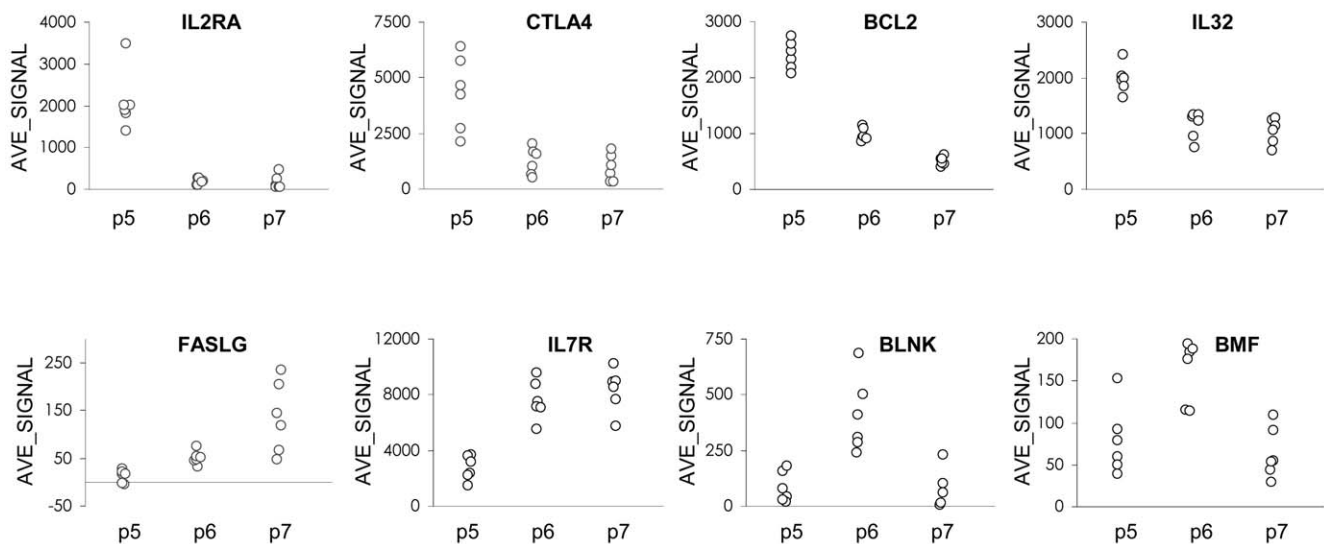 IL2RA
AVE_SIGNAL
4000
3000
2000
1000
0
p5 p6 p7
CTLA4
AVE_SIGNAL
7500
5000
2500
0
p5 p6 p7
BCL2
AVE_SIGNAL
3000
2000
1000
0
p5 p6 p7
IL32
AVE_SIGNAL
3000
2000
1000
0
p5 p6 p7
FASLG
AVE_SIGNAL
250
150
50
-50
p5 p6 p7
IL7R
AVE_SIGNAL
12000
8000
4000
0
p5 p6 p7
BLNK
AVE_SIGNAL
750
500
250
0
p5 p6 p7
BMF
AVE_SIGNAL
200
150
100
50
0
p5 p6 p7